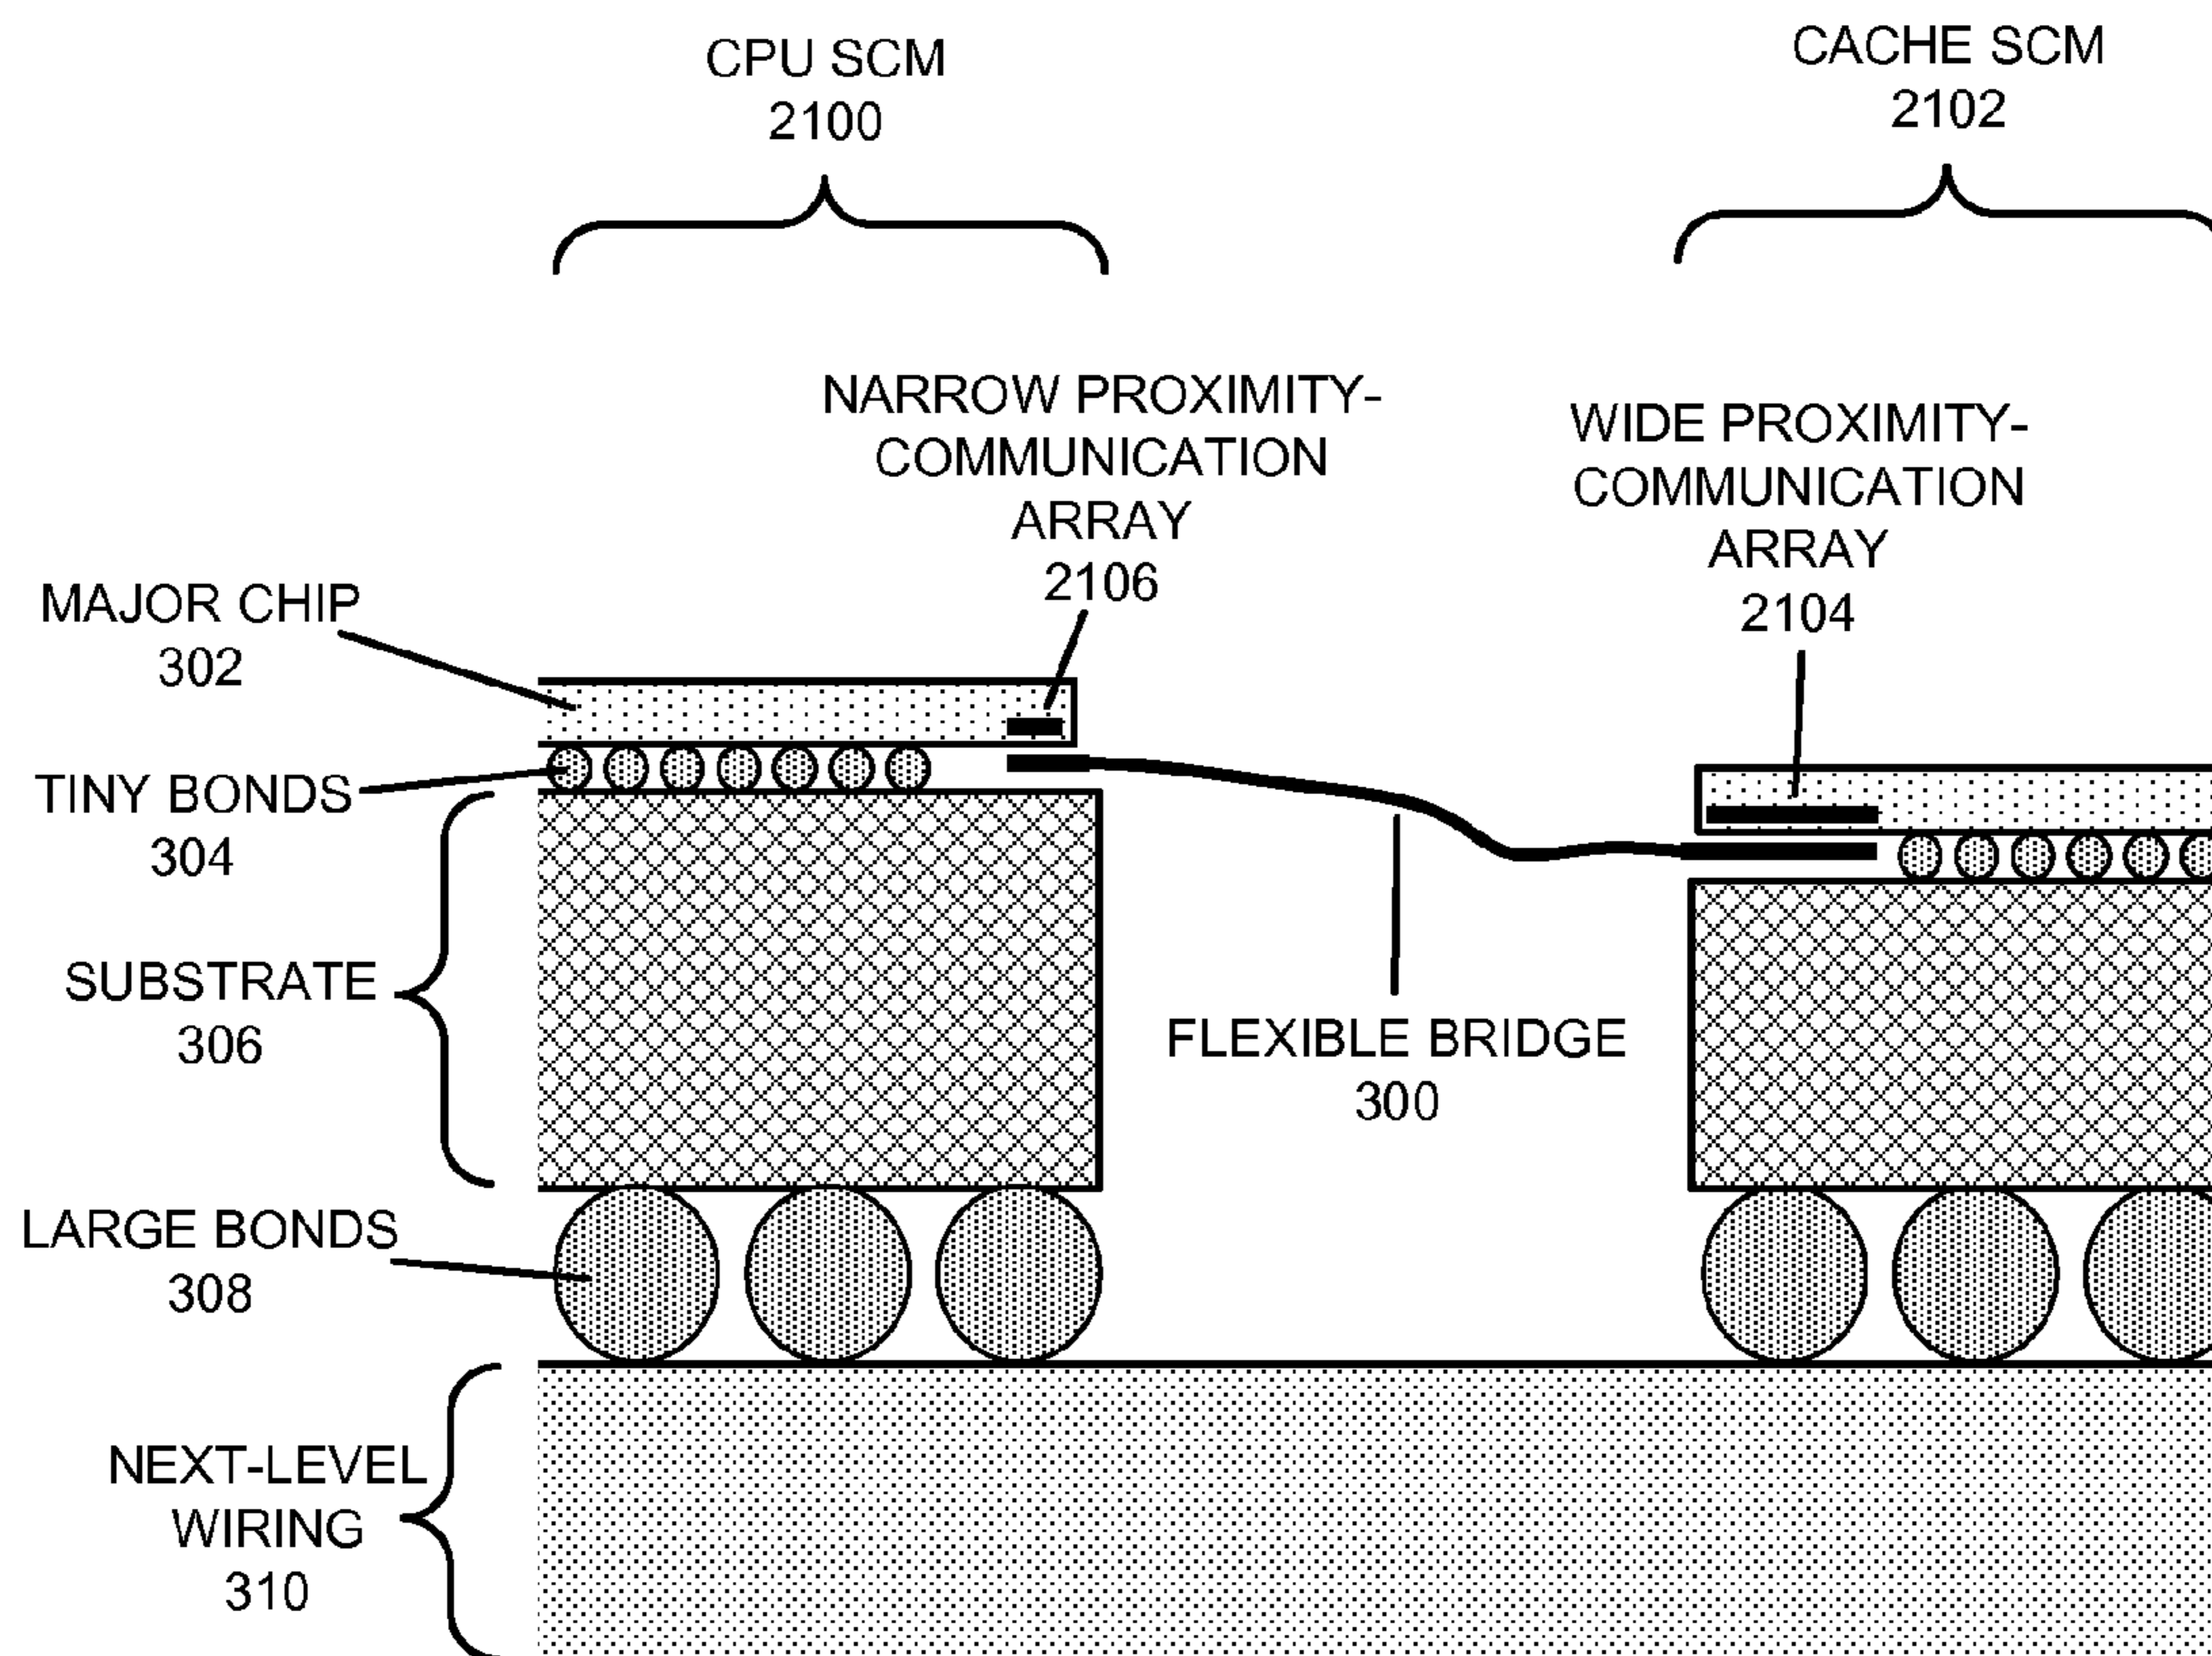 CPU SCM
2100
CACHE SCM
2102
NARROW PROXIMITY-
COMMUNICATION
ARRAY
2106
WIDE PROXIMITY-
COMMUNICATION
ARRAY
2104
MAJOR CHIP
302
TINY BONDS
304
SUBSTRATE
306
FLEXIBLE BRIDGE
300
LARGE BONDS
308
NEXT-LEVEL
WIRING
310